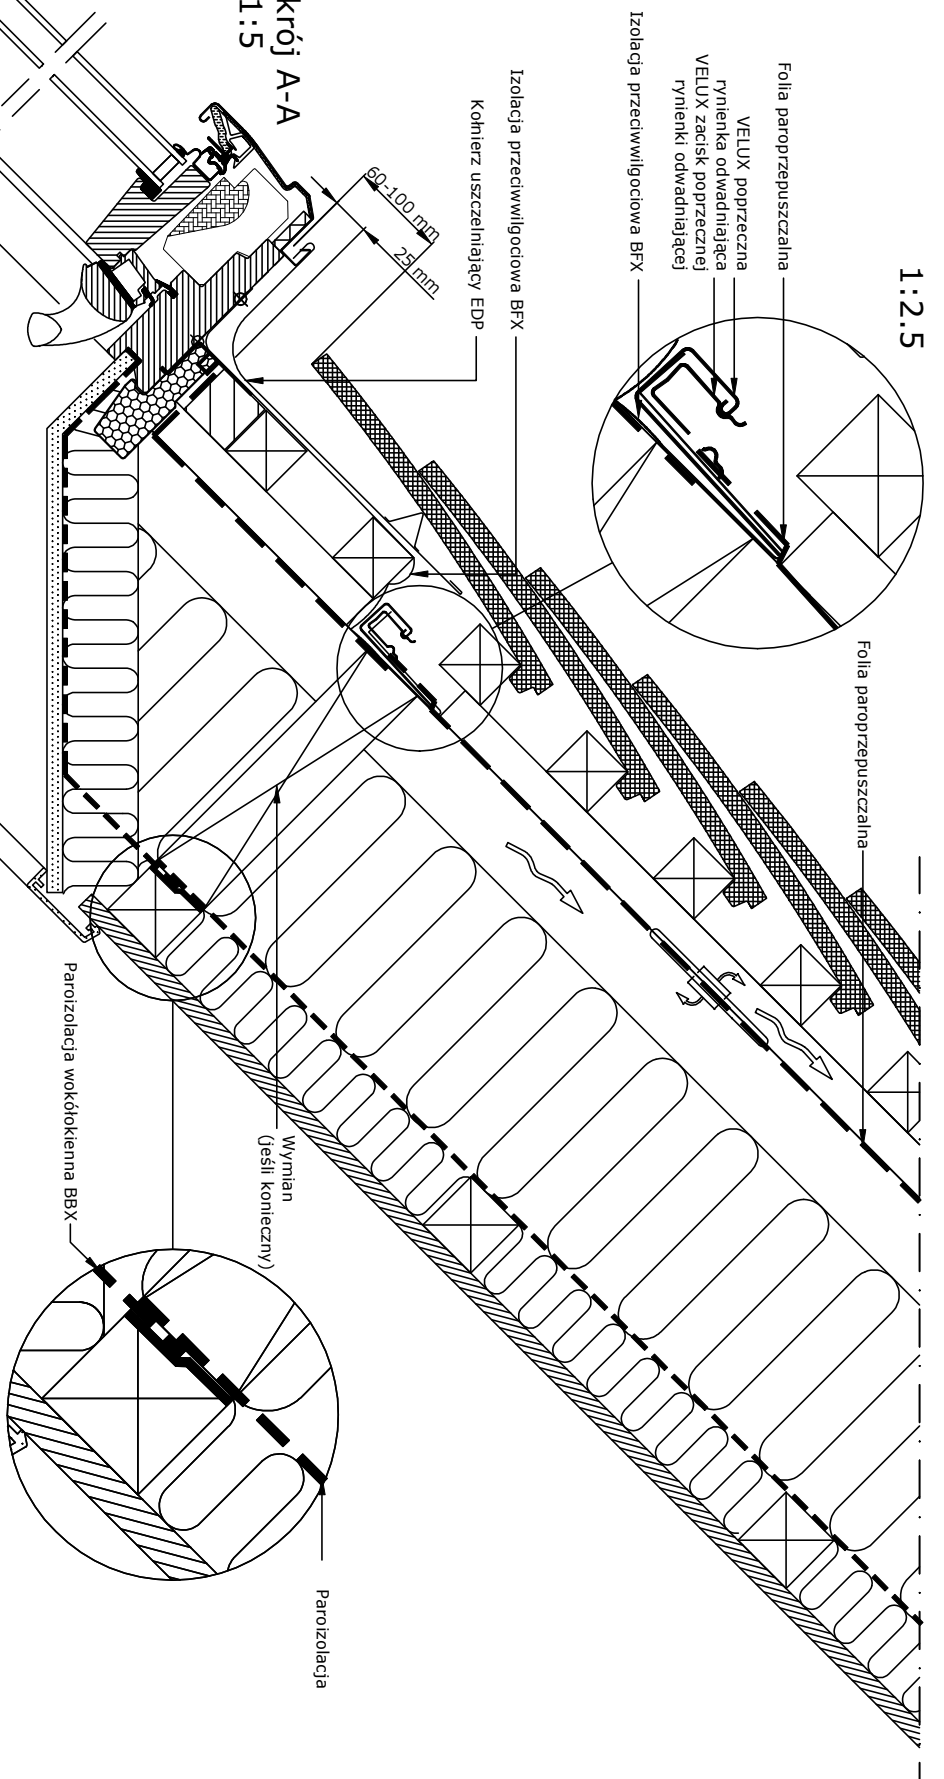 1:2.5
Folia paroprzepuszczalna
VELUX poprzeczna
rynienka odwadniająca
VELUX zacisk poprzecznej
rynienki odwadniającej
Izolacja przeciwwilgociowa BFX
Folia paroprzepuszczalna
Izolacja przeciwwilgociowa BFX
Kołnierz uszczelniający EDP
60-100 mm
25 mm
krój A-A
1:5
Wymian
(jeśli konieczny)
Paroizolacja
Paroizolacja wokółokienna BBX